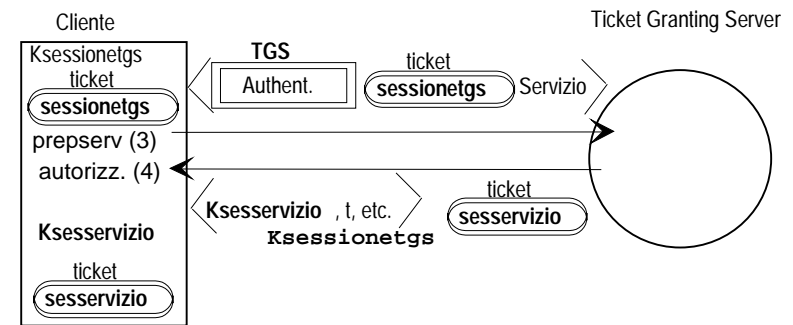 Cliente
Ticket Granting Server
Ksessionetgs
ticket
sessionetgs
prepserv (3)
autorizz. (4)
Ksesservizio
ticket
sesservizio
TGS
Authent.
ticket
sessionetgs
Servizio
Ksesservizio , t, etc.
Ksessionetgs
ticket
sesservizio